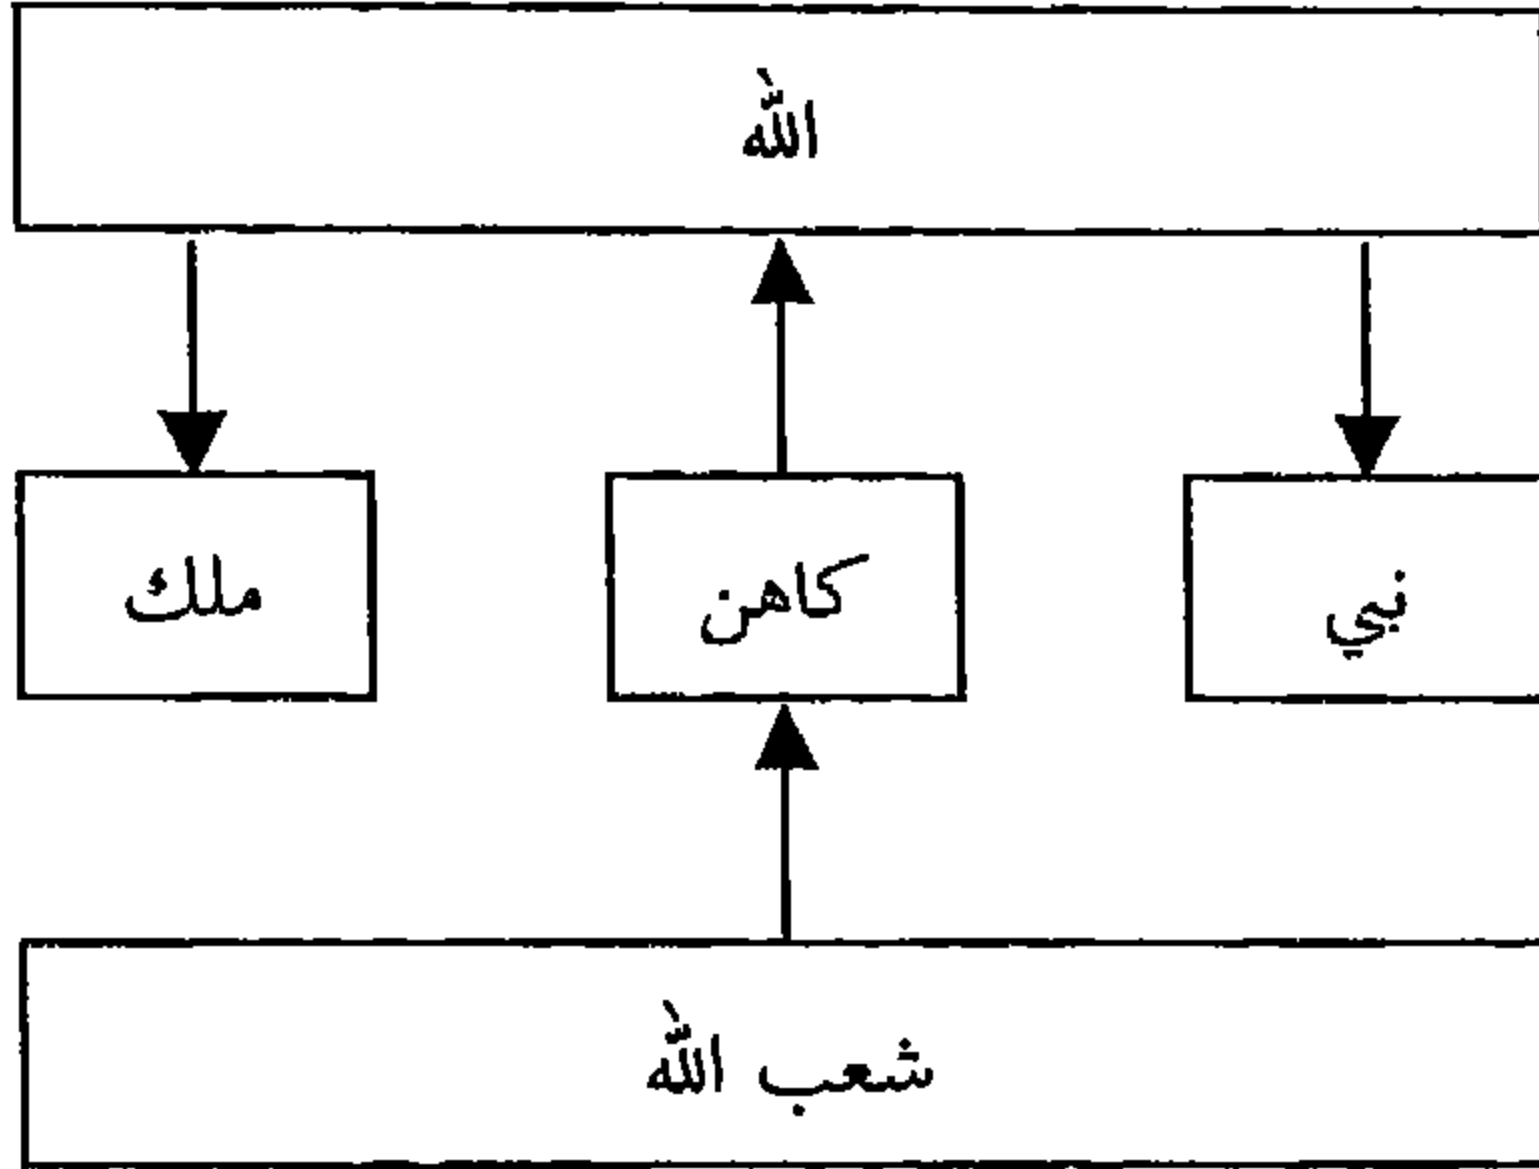 الله
نبي
كاهن
ملك
شعب الله